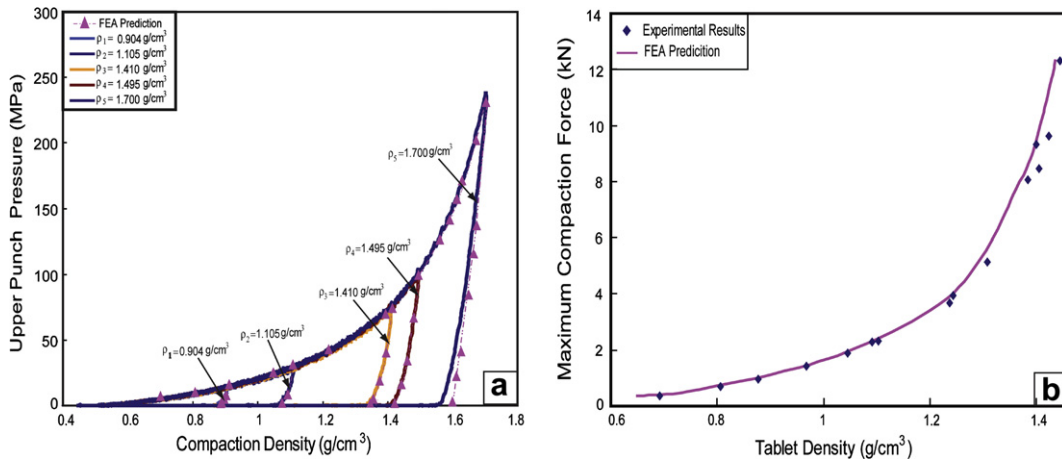 FEA Prediction
ρ1 = 0.904 g/cm3
ρ2 = 1.105 g/cm3
ρ3 = 1.410 g/cm3
ρ4 = 1.495 g/cm3
ρ5 = 1.700 g/cm3
300
250
200
150
100
50
0
Upper Punch Pressure (MPa)
ρ5=1.700 g/cm3
ρ4=1.495 g/cm3
ρ3=1.410 g/cm3
ρ2=1.105 g/cm3
ρ1=0.904 g/cm3
a
0.4 0.6 0.8 1 1.2 1.4 1.6 1.8
Compaction Density (g/cm3)
Experimental Results
FEA Predicition
14
12
10
8
6
4
2
0
Maximum Compaction Force (kN)
b
0.6 0.8 1 1.2 1.4
Tablet Density (g/cm3)